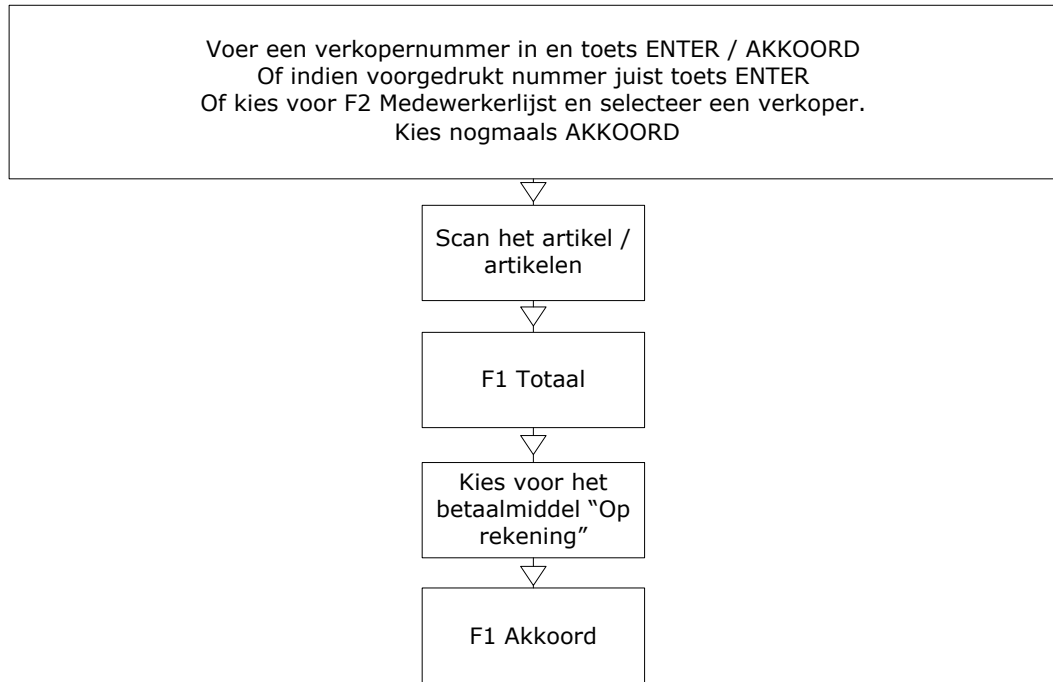 Voer een verkopernummer in en toets ENTER / AKKOORD
Of indien voorgedrukt nummer juist toets ENTER
Of kies voor F2 Medewerkerlijst en selecteer een verkoper.
Kies nogmaals AKKOORD
Scan het artikel /
artikelen
F1 Totaal
Kies voor het
betaalmiddel “Op
rekening”
F1 Akkoord